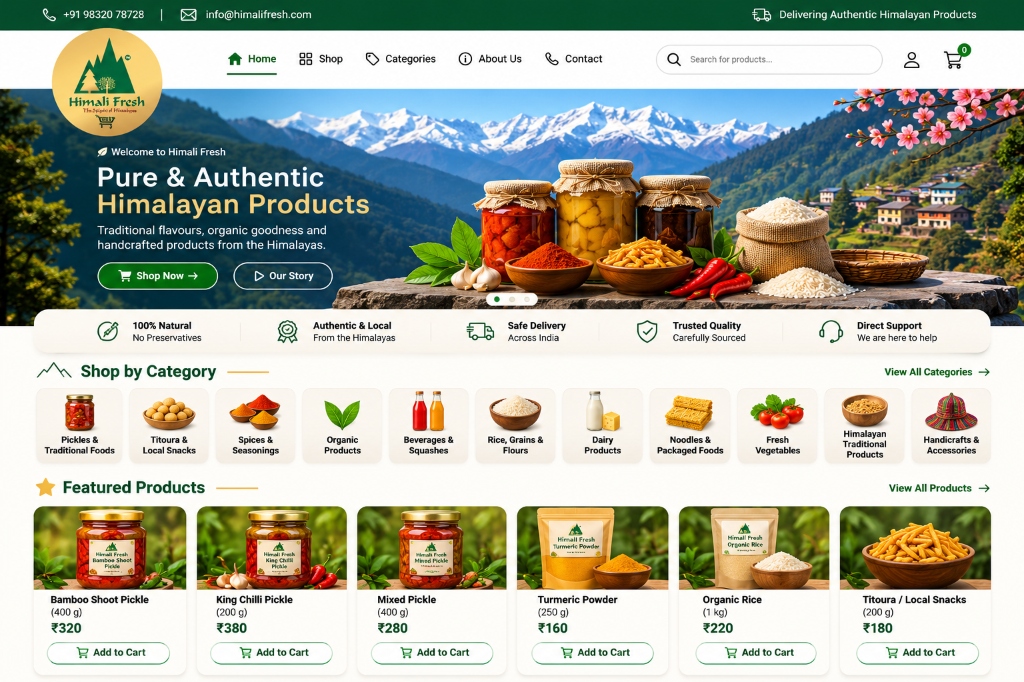 +91 98320 78728 | info@himalifresh.com
Delivering Authentic Himalayan Products
Himali Fresh
Home
Shop
Categories
About Us
Contact
Search for products...
0
Welcome to Himali Fresh
Pure & Authentic
Himalayan Products
Traditional flavours, organic goodness and
handcrafted products from the Himalayas.
Shop Now →
Our Story
100% Natural
No Preservatives
Authentic & Local
From the Himalayas
Safe Delivery
Across India
Trusted Quality
Carefully Sourced
Direct Support
We are here to help
Shop by Category
View All Categories →
Pickles &
Traditional Foods
Titoura &
Local Snacks
Spices &
Seasonings
Organic
Products
Beverages &
Squashes
Rice, Grains &
Flours
Dairy
Products
Noodles &
Packaged Foods
Fresh
Vegetables
Himalayan
Traditional
Products
Handicrafts &
Accessories
Featured Products
View All Products →
Himali Fresh
Bamboo Shoot
Pickle
Bamboo Shoot Pickle
(400 g)
₹320
Add to Cart
Himali Fresh
King Chilli
Pickle
King Chilli Pickle
(200 g)
₹380
Add to Cart
Himali Fresh
Mixed Pickle
Mixed Pickle
(400 g)
₹280
Add to Cart
Himali Fresh
Turmeric Powder
Turmeric Powder
(250 g)
₹160
Add to Cart
Himali Fresh
Organic Rice
Organic Rice
(1 kg)
₹220
Add to Cart
Titoura / Local Snacks
(200 g)
₹180
Add to Cart